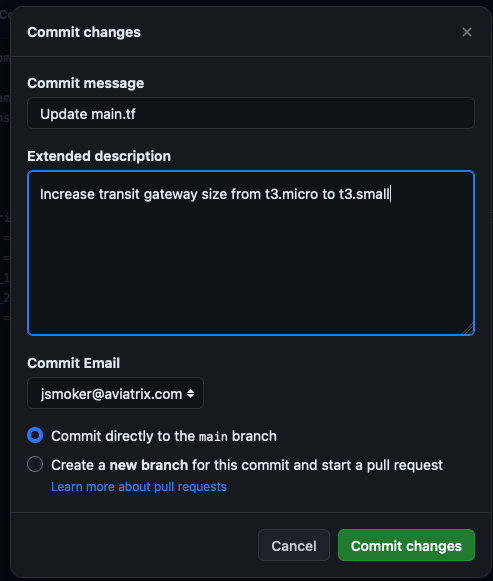 Commit changes
Commit message
Update main.tf
Extended description
Increase transit gateway size from t3.micro to t3.small
Commit Email
jsmoker@aviatrix.com
Commit directly to the main branch
Create a new branch for this commit and start a pull request
Learn more about pull requests
Cancel
Commit changes